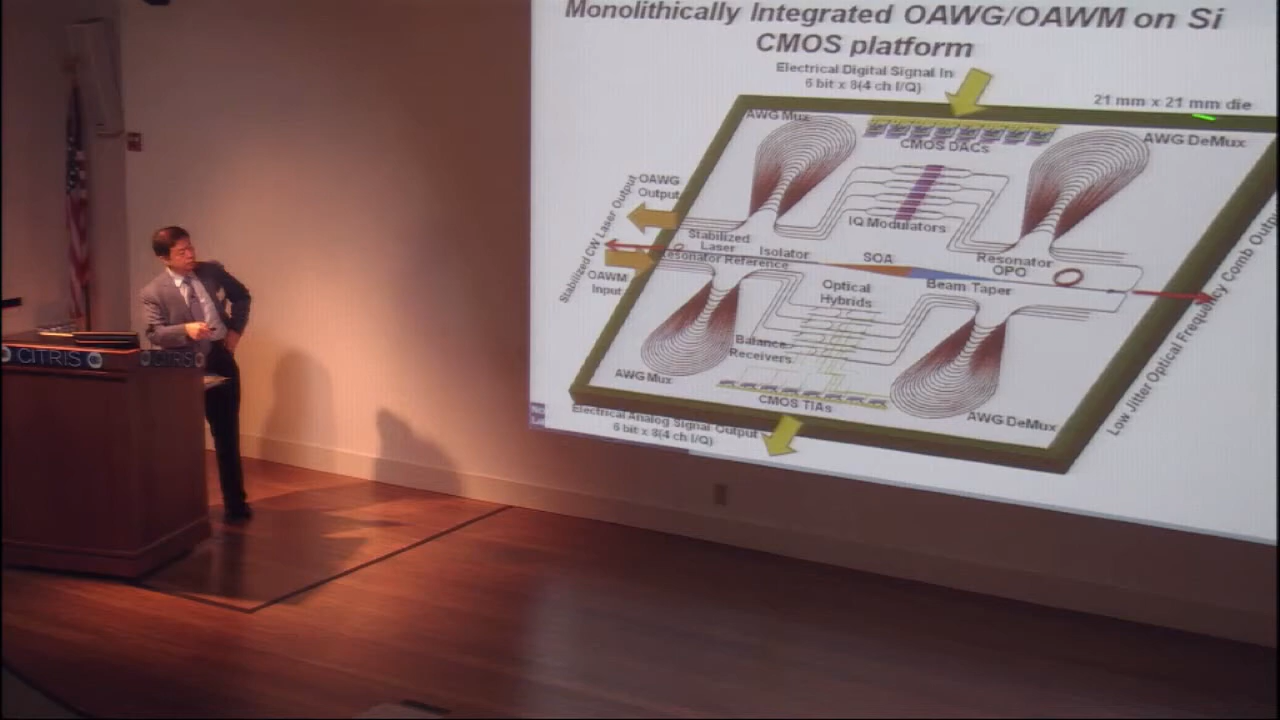 Monolithically Integrated OAWG/OAWM on Si
CMOS platform
Electrical Digital Signal In
6 bit x 8(4 ch I/Q)
21 mm x 21 mm die
AWG Mux
CMOS DACs
AWG DeMux
OAWG
Output
IQ Modulators
Stabilized CW Laser Output
Stabilized
Laser
Isolator
SOA
Resonator
OPO
Resonator Reference
OAWM
Input
Optical
Hybrids
Beam Taper
Low Jitter Optical Frequency Comb Outpu
Balance
Receivers
AWG Mux
CMOS TIAs
AWG DeMux
Electrical Analog Signal Output
6 bit x 8(4 ch I/Q)
CITRIS
CITRIS